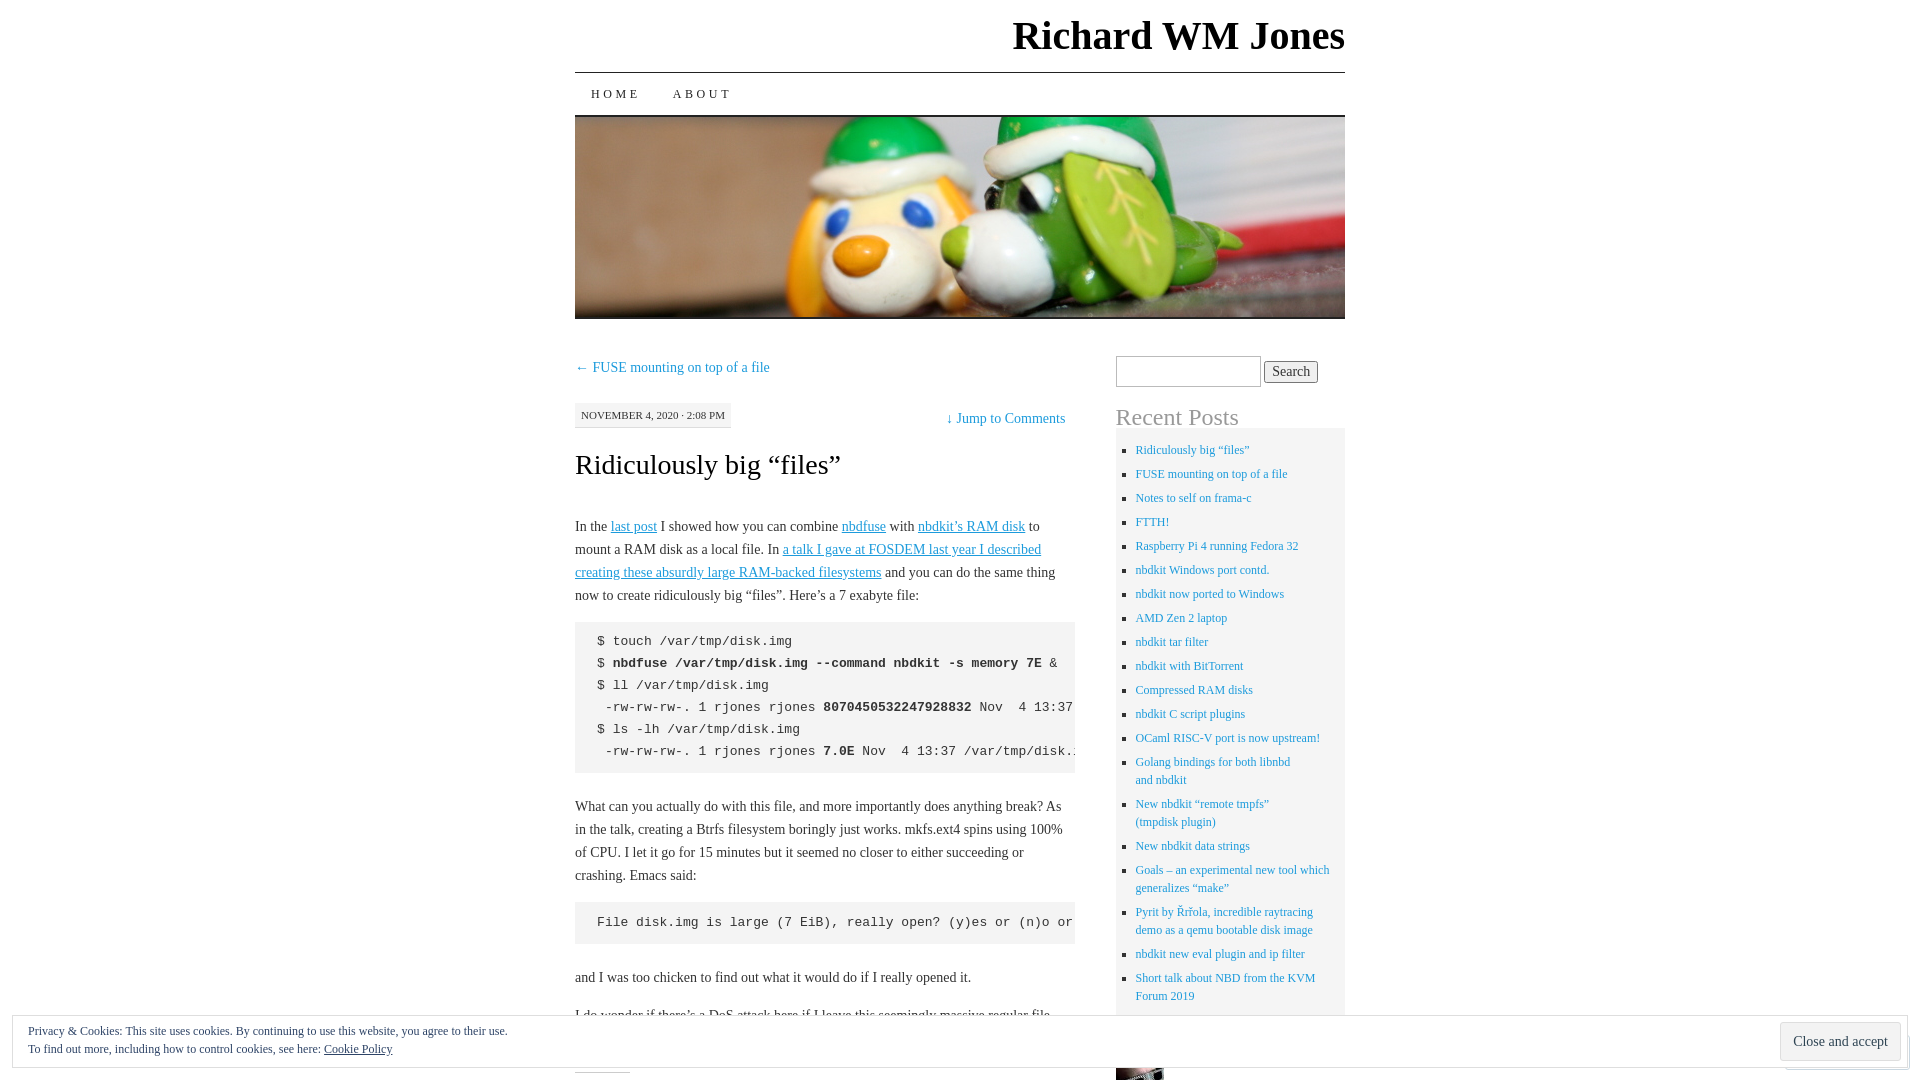 Richard WM Jones
HOME ABOUT
← FUSE mounting on top of a file
NOVEMBER 4, 2020 · 2:08 PM
↓ Jump to Comments
Ridiculously big “files”
In the last post I showed how you can combine nbdfuse with nbdkit’s RAM disk to
mount a RAM disk as a local file. In a talk I gave at FOSDEM last year I described
creating these absurdly large RAM-backed filesystems and you can do the same thing
now to create ridiculously big “files”. Here’s a 7 exabyte file:
$ touch /var/tmp/disk.img
$ nbdfuse /var/tmp/disk.img --command nbdkit -s memory 7E &
$ ll /var/tmp/disk.img
-rw-rw-rw-. 1 rjones rjones 8070450532247928832 Nov  4 13:37
$ ls -lh /var/tmp/disk.img
-rw-rw-rw-. 1 rjones rjones 7.0E Nov  4 13:37 /var/tmp/disk.i
What can you actually do with this file, and more importantly does anything break? As
in the talk, creating a Btrfs filesystem boringly just works. mkfs.ext4 spins using 100%
of CPU. I let it go for 15 minutes but it seemed no closer to either succeeding or
crashing. Emacs said:
File disk.img is large (7 EiB), really open? (y)es or (n)o or
and I was too chicken to find out what it would do if I really opened it.
I do wonder if there’s a DoS attack here if I leave this seemingly massive regular file
Search
Recent Posts
Ridiculously big “files”
FUSE mounting on top of a file
Notes to self on frama-c
FTTH!
Raspberry Pi 4 running Fedora 32
nbdkit Windows port contd.
nbdkit now ported to Windows
AMD Zen 2 laptop
nbdkit tar filter
nbdkit with BitTorrent
Compressed RAM disks
nbdkit C script plugins
OCaml RISC-V port is now upstream!
Golang bindings for both libnbd
and nbdkit
New nbdkit “remote tmpfs”
(tmpdisk plugin)
New nbdkit data strings
Goals – an experimental new tool which
generalizes “make”
Pyrit by Řrřola, incredible raytracing
demo as a qemu bootable disk image
nbdkit new eval plugin and ip filter
Short talk about NBD from the KVM
Forum 2019
Privacy & Cookies: This site uses cookies. By continuing to use this website, you agree to their use.
To find out more, including how to control cookies, see here: Cookie Policy
Close and accept